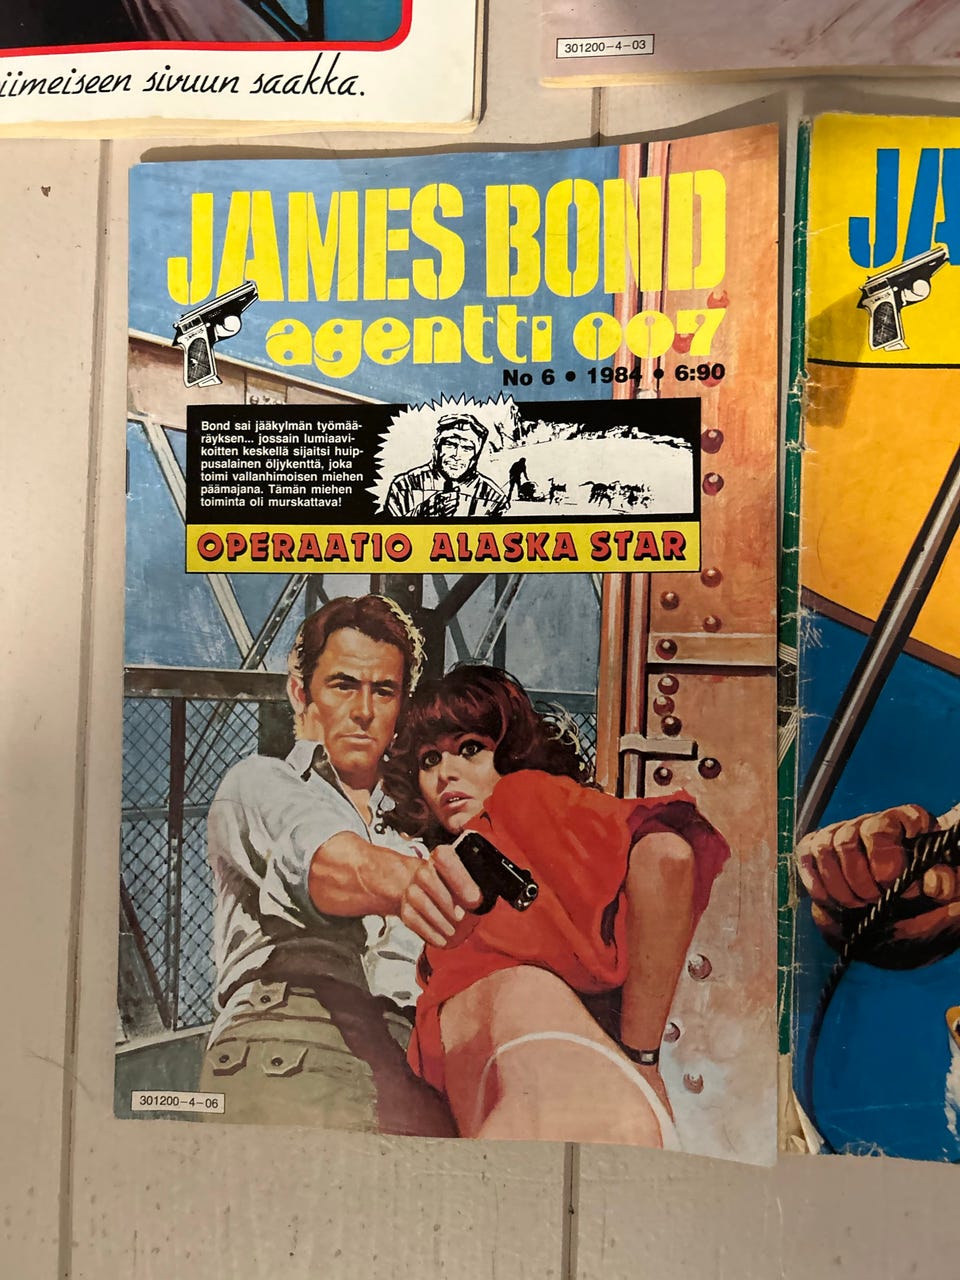 iimeiseen sivuun saakka.
301200-4-03
JAMES BOND
agentti 007
No 6 • 1984 • 6:90
Bond sai jääkylmän työmää-
räyksen... jossain lumiaavi-
koitten keskellä sijaitsi huip-
pusalainen öljykenttä, joka
toimi vallanhimoisen miehen
päämajana. Tämän miehen
toiminta oli murskattava!
OPERAATIO ALASKA STAR
301200-4-06
JA